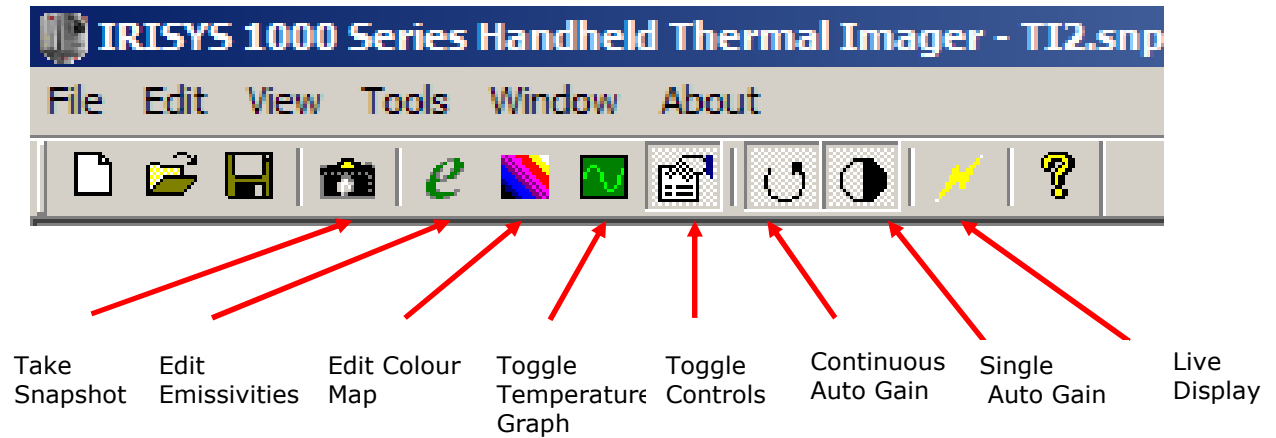 IRISYS 1000 Series Handheld Thermal Imager - TI2.snp
File Edit View Tools Window About
e ?
Take Snapshot
Edit Emissivities
Edit Colour Map
Toggle Temperature Graph
Toggle Controls
Continuous Auto Gain
Single Auto Gain
Live Display